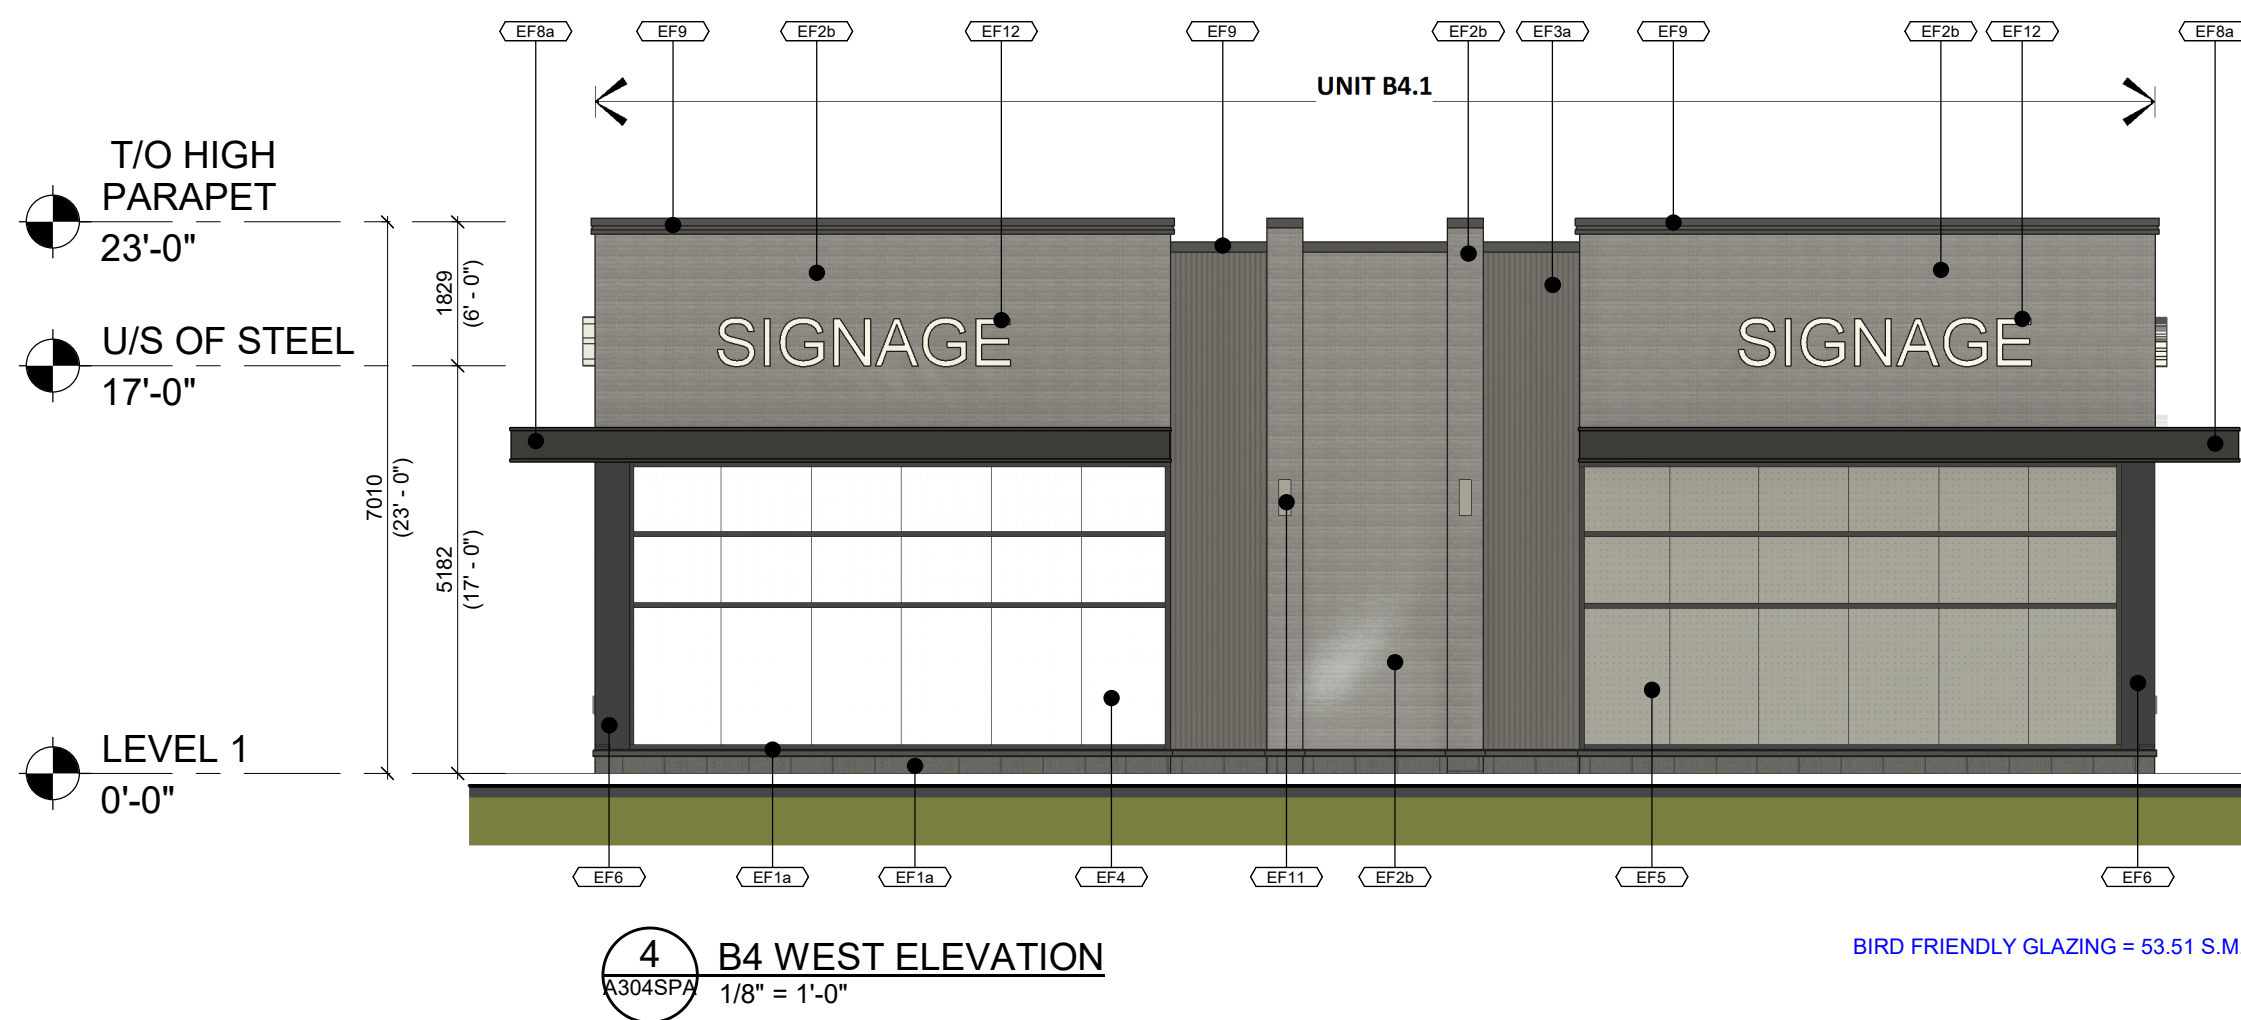 EF8a EF9 EF2b EF12 EF9 EF2b EF3a EF9 EF2b EF12 EF8a
UNIT B4.1
T/O HIGH
PARAPET
23'-0"
U/S OF STEEL
17'-0"
LEVEL 1
0'-0"
1829
(6' - 0")
7010
(23' - 0")
5182
(17' - 0")
SIGNAGE
SIGNAGE
EF6 EF1a EF1a EF4 EF11 EF2b EF5 EF6
4
A304SPA
B4 WEST ELEVATION
1/8" = 1'-0"
BIRD FRIENDLY GLAZING = 53.51 S.M.